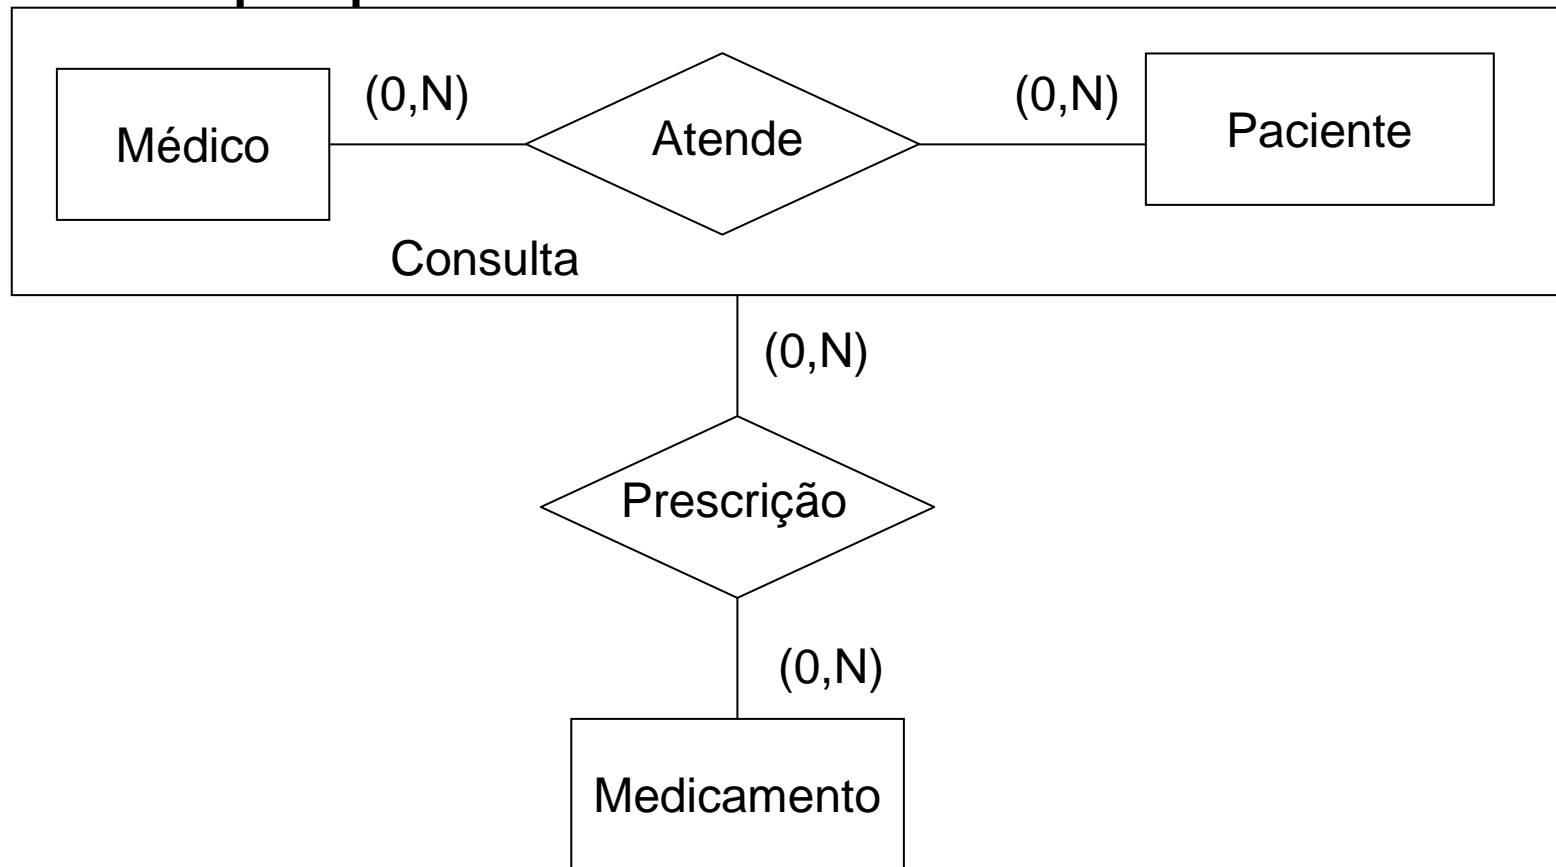 (0,N)
(0,N)
Médico
Atende
Paciente
Consulta
(0,N)
Prescrição
(0,N)
Medicamento